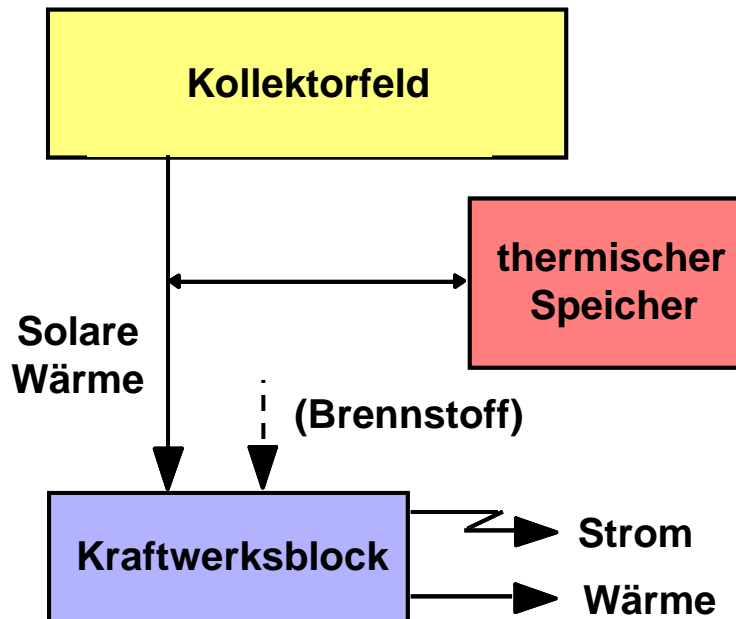 Kollektorfeld
thermischer
Speicher
Solare
Wärme
(Brennstoff)
Kraftwerksblock
Strom
Wärme